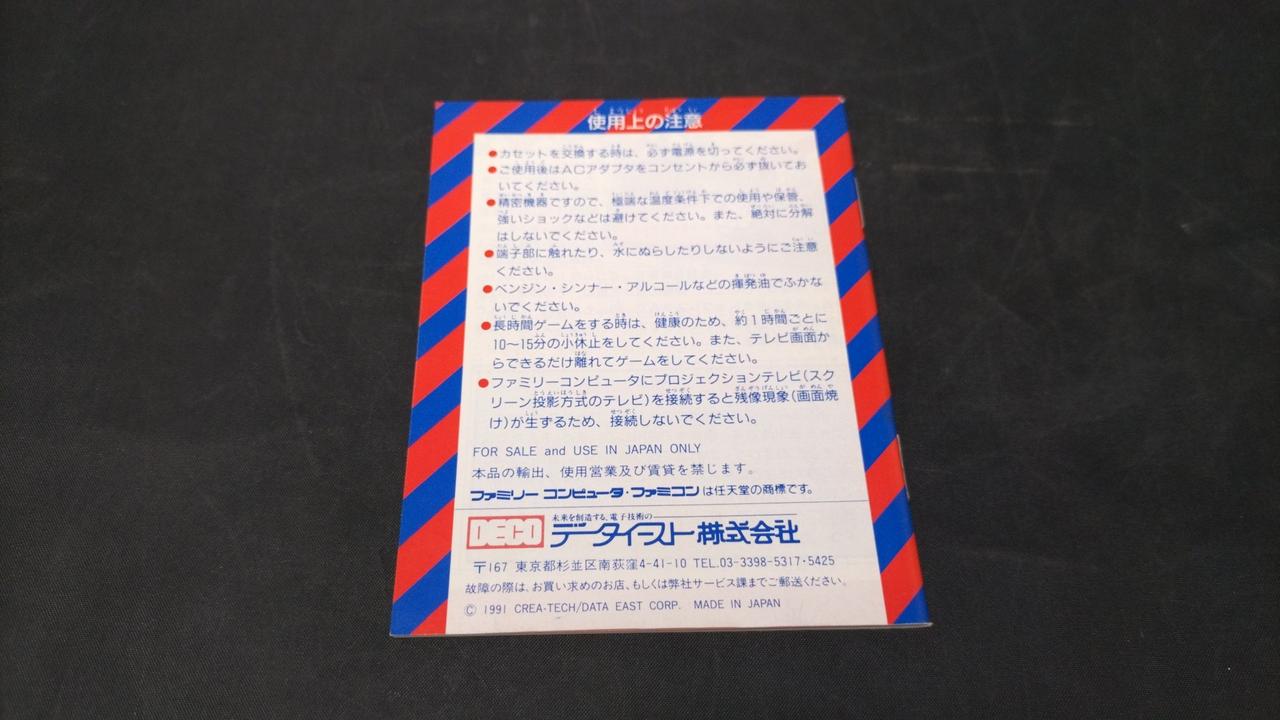 使用上の注意
●カセットを交換する時は、必ず電源を切ってください。
●ご使用後はACアダプタをコンセントから必ず抜いてお
いてください。
●精密機器ですので、極端な温度条件下での使用や保管、
強いショックなどは避けてください。また、絶対に分解
はしないでください。
●端子部に触れたり、水にぬらしたりしないようにご注意
ください。
●ベンジン・シンナー・アルコールなどの揮発油でふかな
いでください。
●長時間ゲームをする時は、健康のため、約1時間ごとに
10〜15分の小休止をしてください。また、テレビ画面か
らできるだけ離れてゲームをしてください。
●ファミリーコンピュータにプロジェクションテレビ(スク
リーン投影方式のテレビ)を接続すると残像現象(画面焼
け)が生ずるため、接続しないでください。
FOR SALE and USE IN JAPAN ONLY
本品の輸出、使用営業及び賃貸を禁じます。
ファミリーコンピュータ・ファミコンは任天堂の商標です。
DECO 未来を創造する、電子技術の
データイースト株式会社
〒167 東京都杉並区南荻窪4-41-10 TEL.03-3398-5317・5425
故障の際は、お買い求めのお店、もしくは弊社サービス課までご郵送ください。
© 1991 CREA-TECH/DATA EAST CORP. MADE IN JAPAN